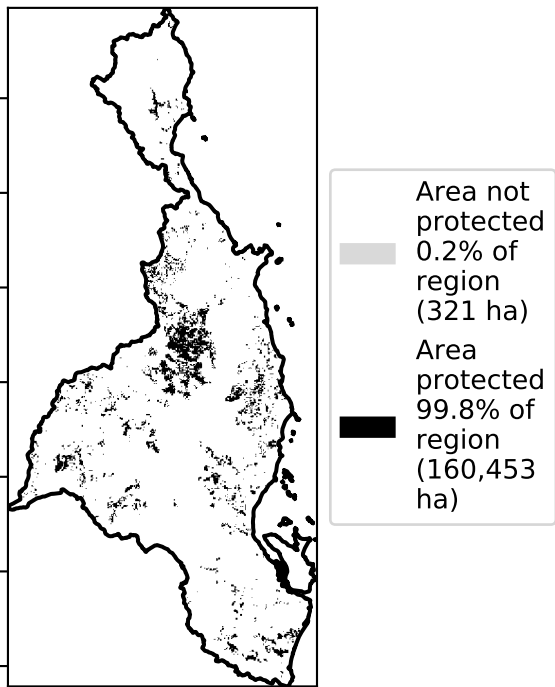 Area not
protected
0.2% of
region
(321 ha)
Area
protected
99.8% of
region
(160,453
ha)